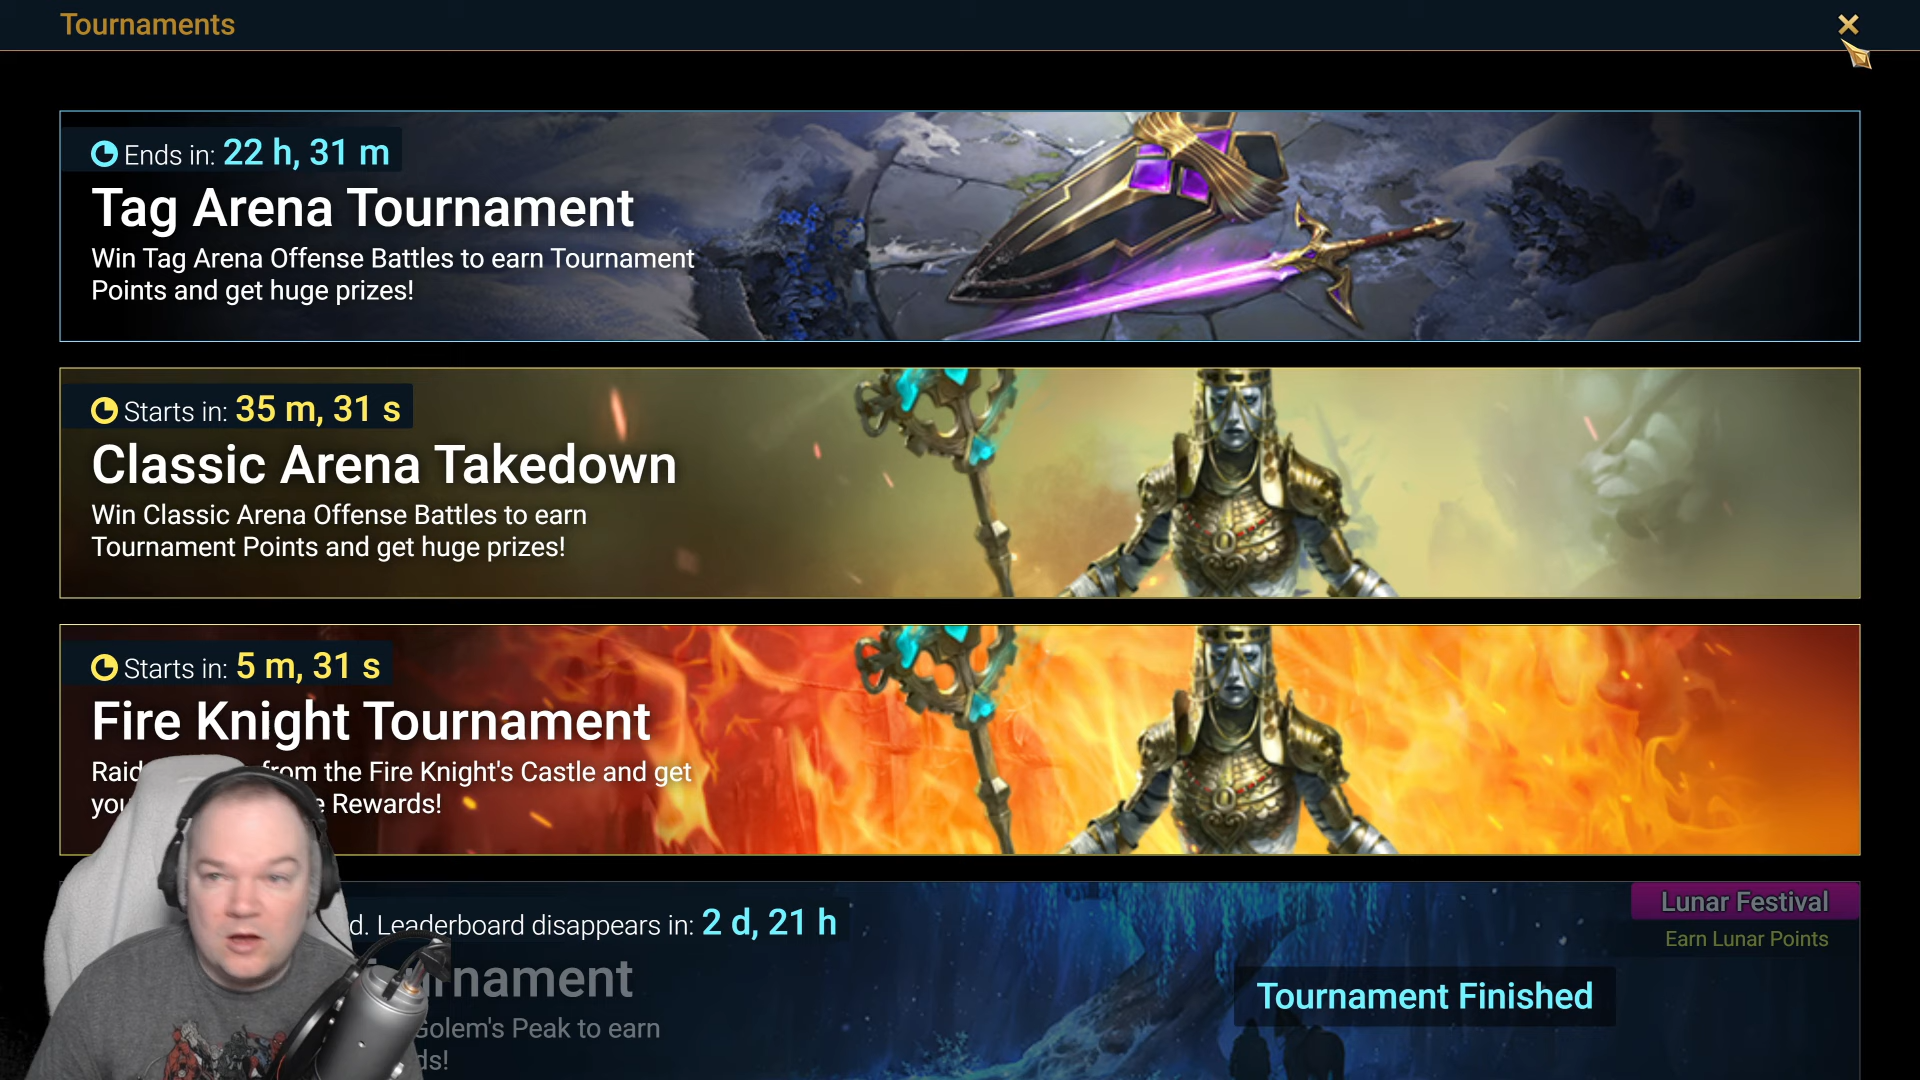 Tournaments
Ends in: 22 h, 31 m
Tag Arena Tournament
Win Tag Arena Offense Battles to earn Tournament
Points and get huge prizes!
Starts in: 35 m, 31 s
Classic Arena Takedown
Win Classic Arena Offense Battles to earn
Tournament Points and get huge prizes!
Starts in: 5 m, 31 s
Fire Knight Tournament
from the Fire Knight's Castle and get
Rewards!
Leaderboard disappears in: 2 d, 21 h
Lunar Festival
Earn Lunar Points
Tournament Finished
Golem's Peak to earn